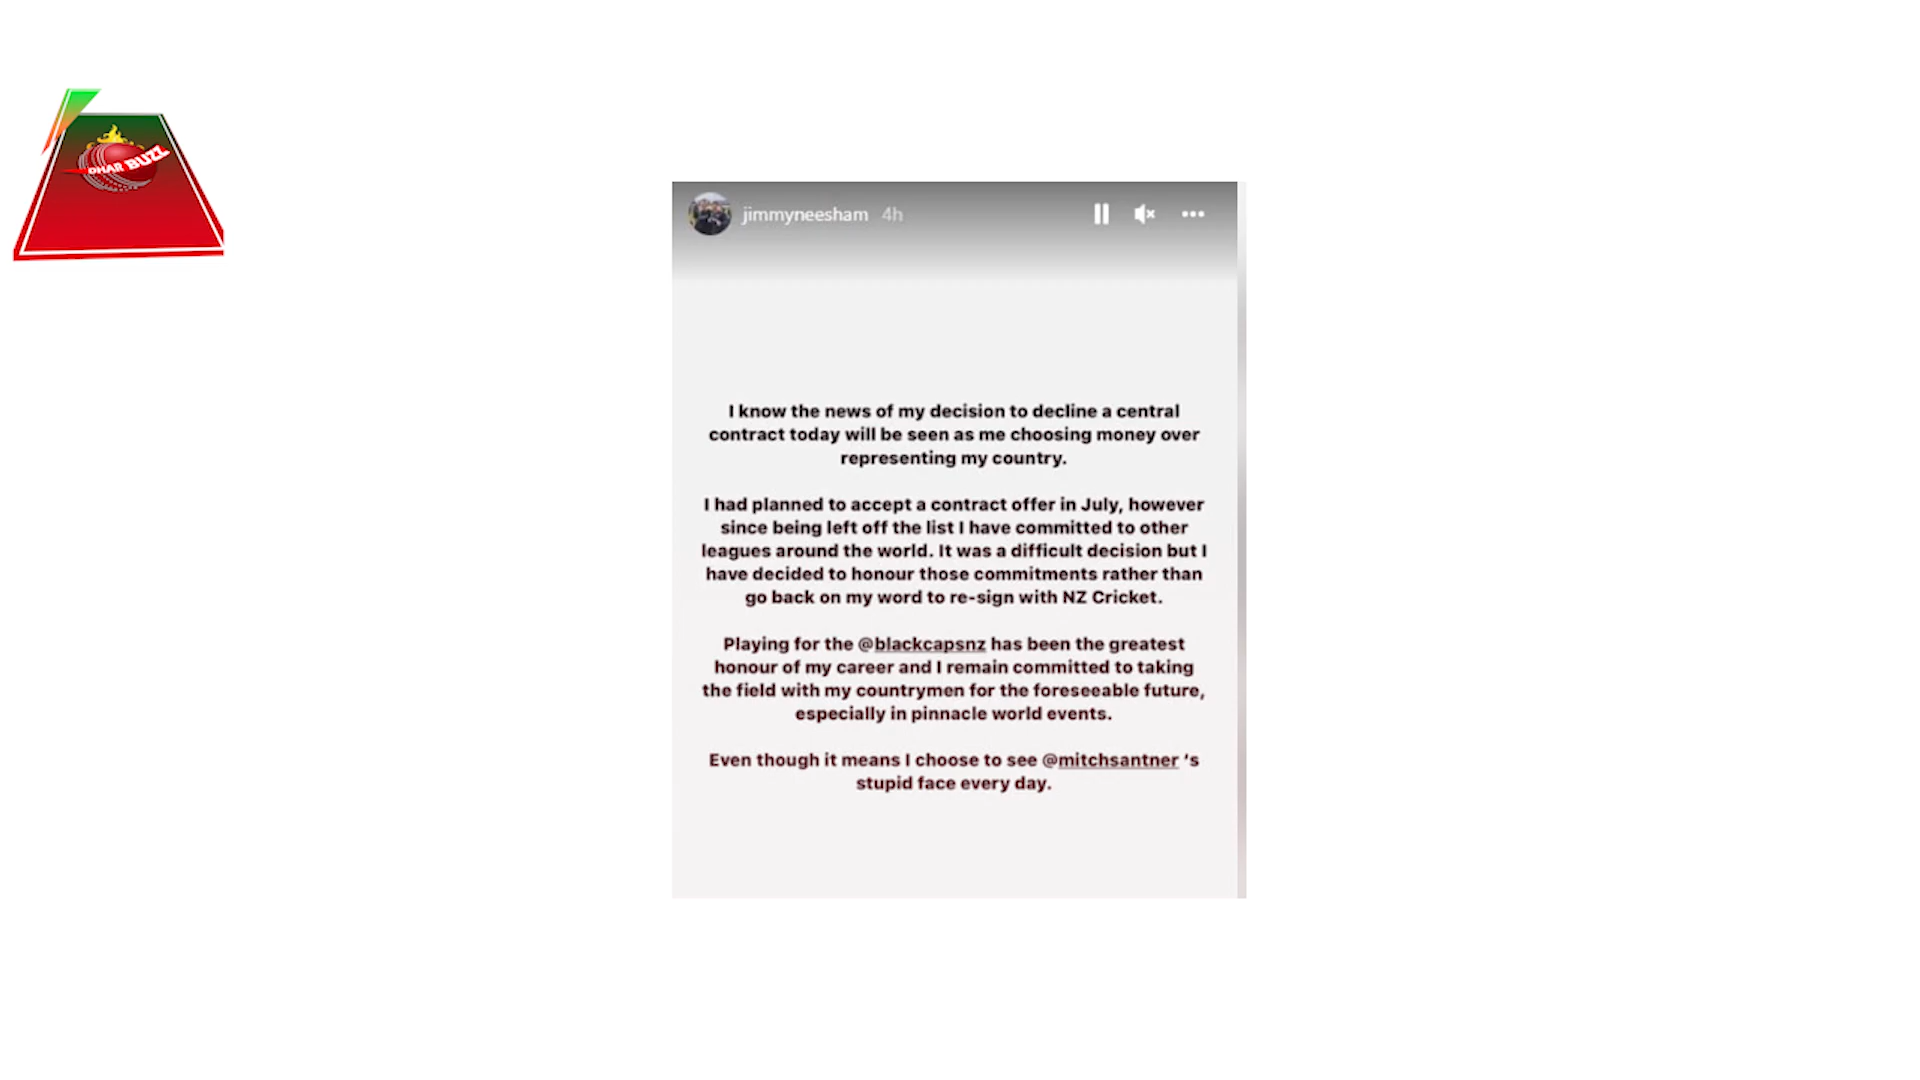 DHAR BUZZ
jimmyneesham 4h
I know the news of my decision to decline a central
contract today will be seen as me choosing money over
representing my country.
I had planned to accept a contract offer in July, however
since being left off the list I have committed to other
leagues around the world. It was a difficult decision but I
have decided to honour those commitments rather than
go back on my word to re-sign with NZ Cricket.
Playing for the @blackcapsnz has been the greatest
honour of my career and I remain committed to taking
the field with my countrymen for the foreseeable future,
especially in pinnacle world events.
Even though it means I choose to see @mitchsantner ‘s
stupid face every day.